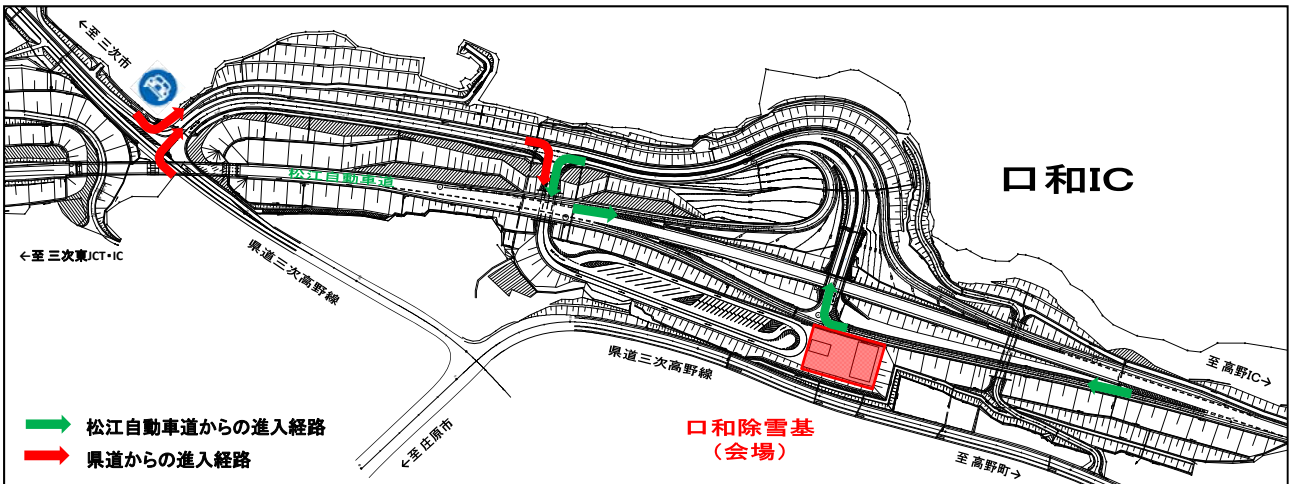 ←至 三次市
口和IC
松江自動車道
←至 三次東JCT・IC
県道三次高野線
県道三次高野線
至 高野IC→
松江自動車道からの進入経路
県道からの進入経路
←至庄原市
口和除雪基
(会場)
至 高野町→